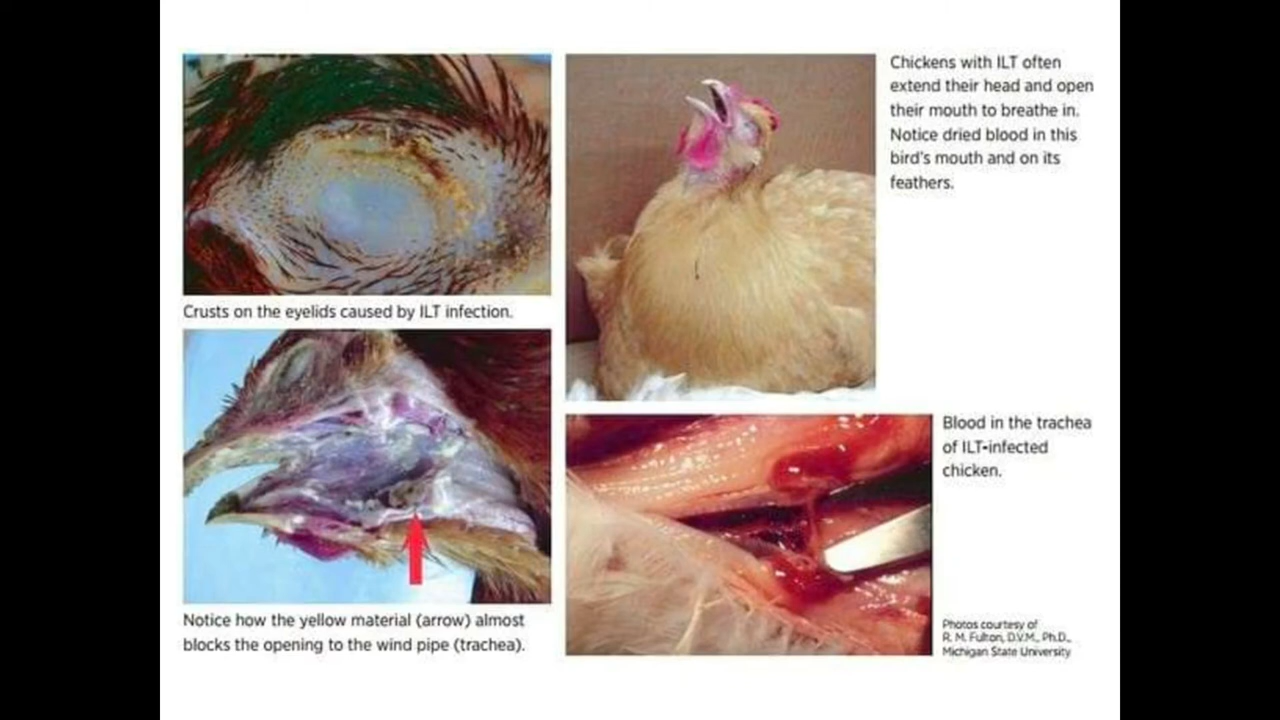 Chickens with ILT often
extend their head and open
their mouth to breathe in.
Notice dried blood in this
bird's mouth and on its
feathers.
Crusts on the eyelids caused by ILT infection.
Blood in the trachea
of ILT-infected
chicken.
Notice how the yellow material (arrow) almost
blocks the opening to the wind pipe (trachea).
Photos courtesy of
R. M. Fulton, D.V.M., Ph.D.,
Michigan State University